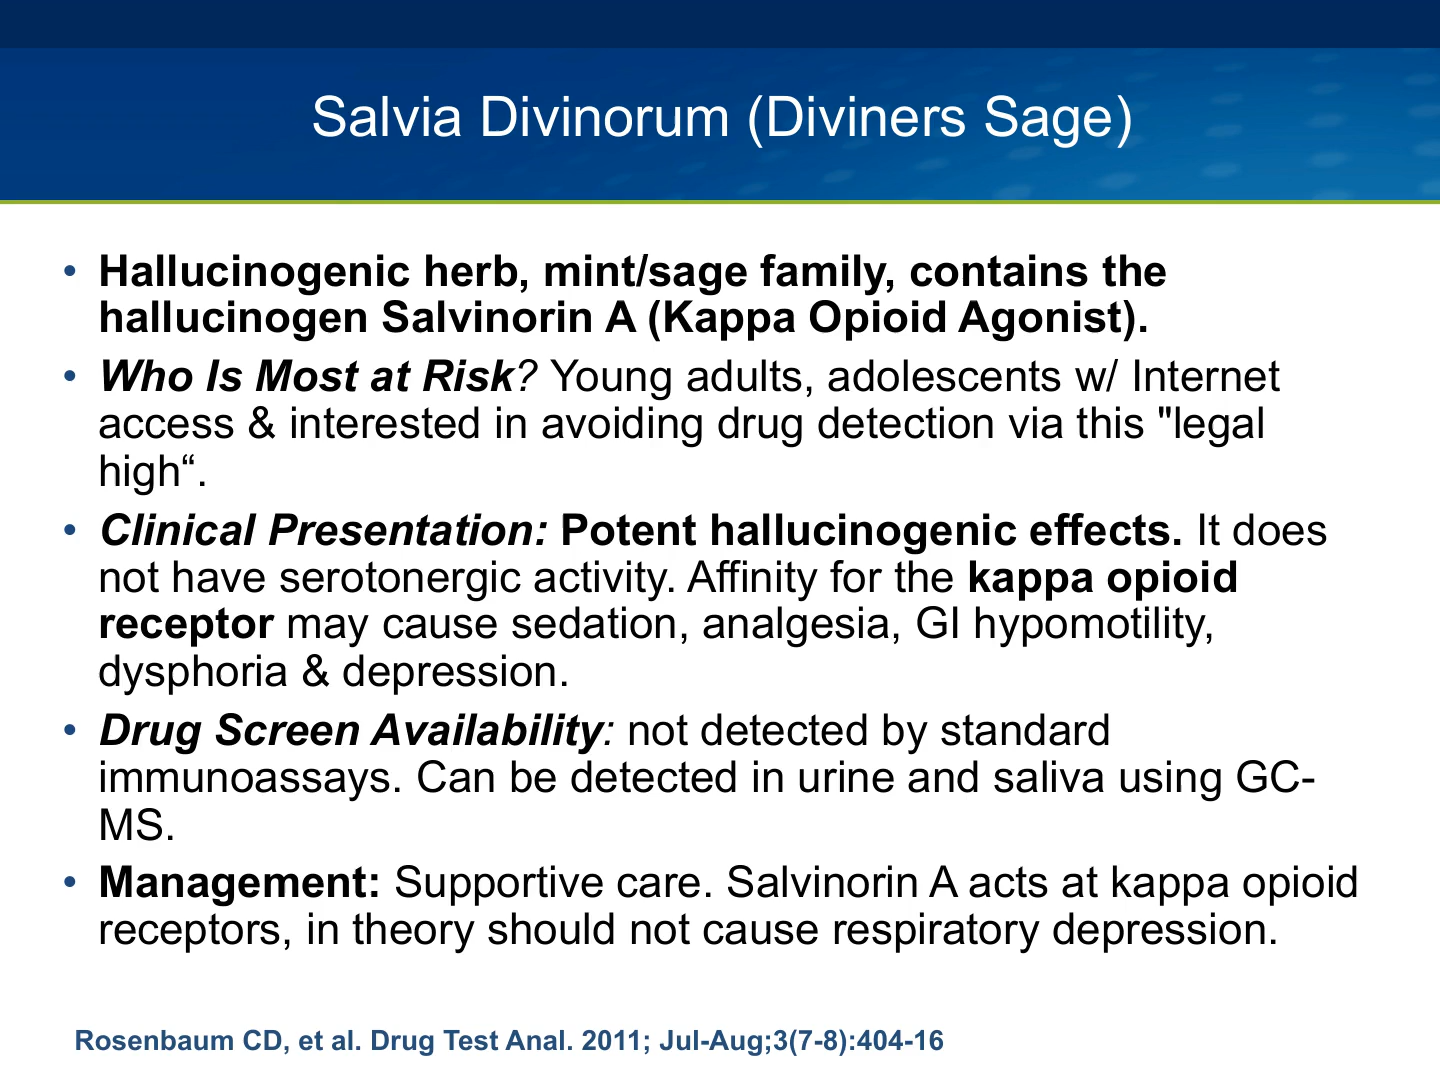 Salvia Divinorum (Diviners Sage)
• Hallucinogenic herb, mint/sage family, contains the
hallucinogen Salvinorin A (Kappa Opioid Agonist).
• Who Is Most at Risk? Young adults, adolescents w/ Internet
access & interested in avoiding drug detection via this "legal
high“.
• Clinical Presentation: Potent hallucinogenic effects. It does
not have serotonergic activity. Affinity for the kappa opioid
receptor may cause sedation, analgesia, GI hypomotility,
dysphoria & depression.
• Drug Screen Availability: not detected by standard
immunoassays. Can be detected in urine and saliva using GC-
MS.
• Management: Supportive care. Salvinorin A acts at kappa opioid
receptors, in theory should not cause respiratory depression.
Rosenbaum CD, et al. Drug Test Anal. 2011; Jul-Aug;3(7-8):404-16